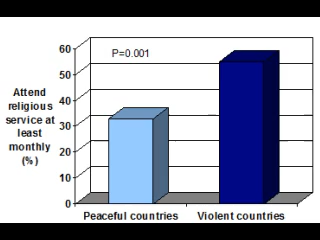 P=0.001
Attend
religious
service at
least
monthly
(%)
60
50
40
30
20
10
0
Peaceful countries
Violent countries